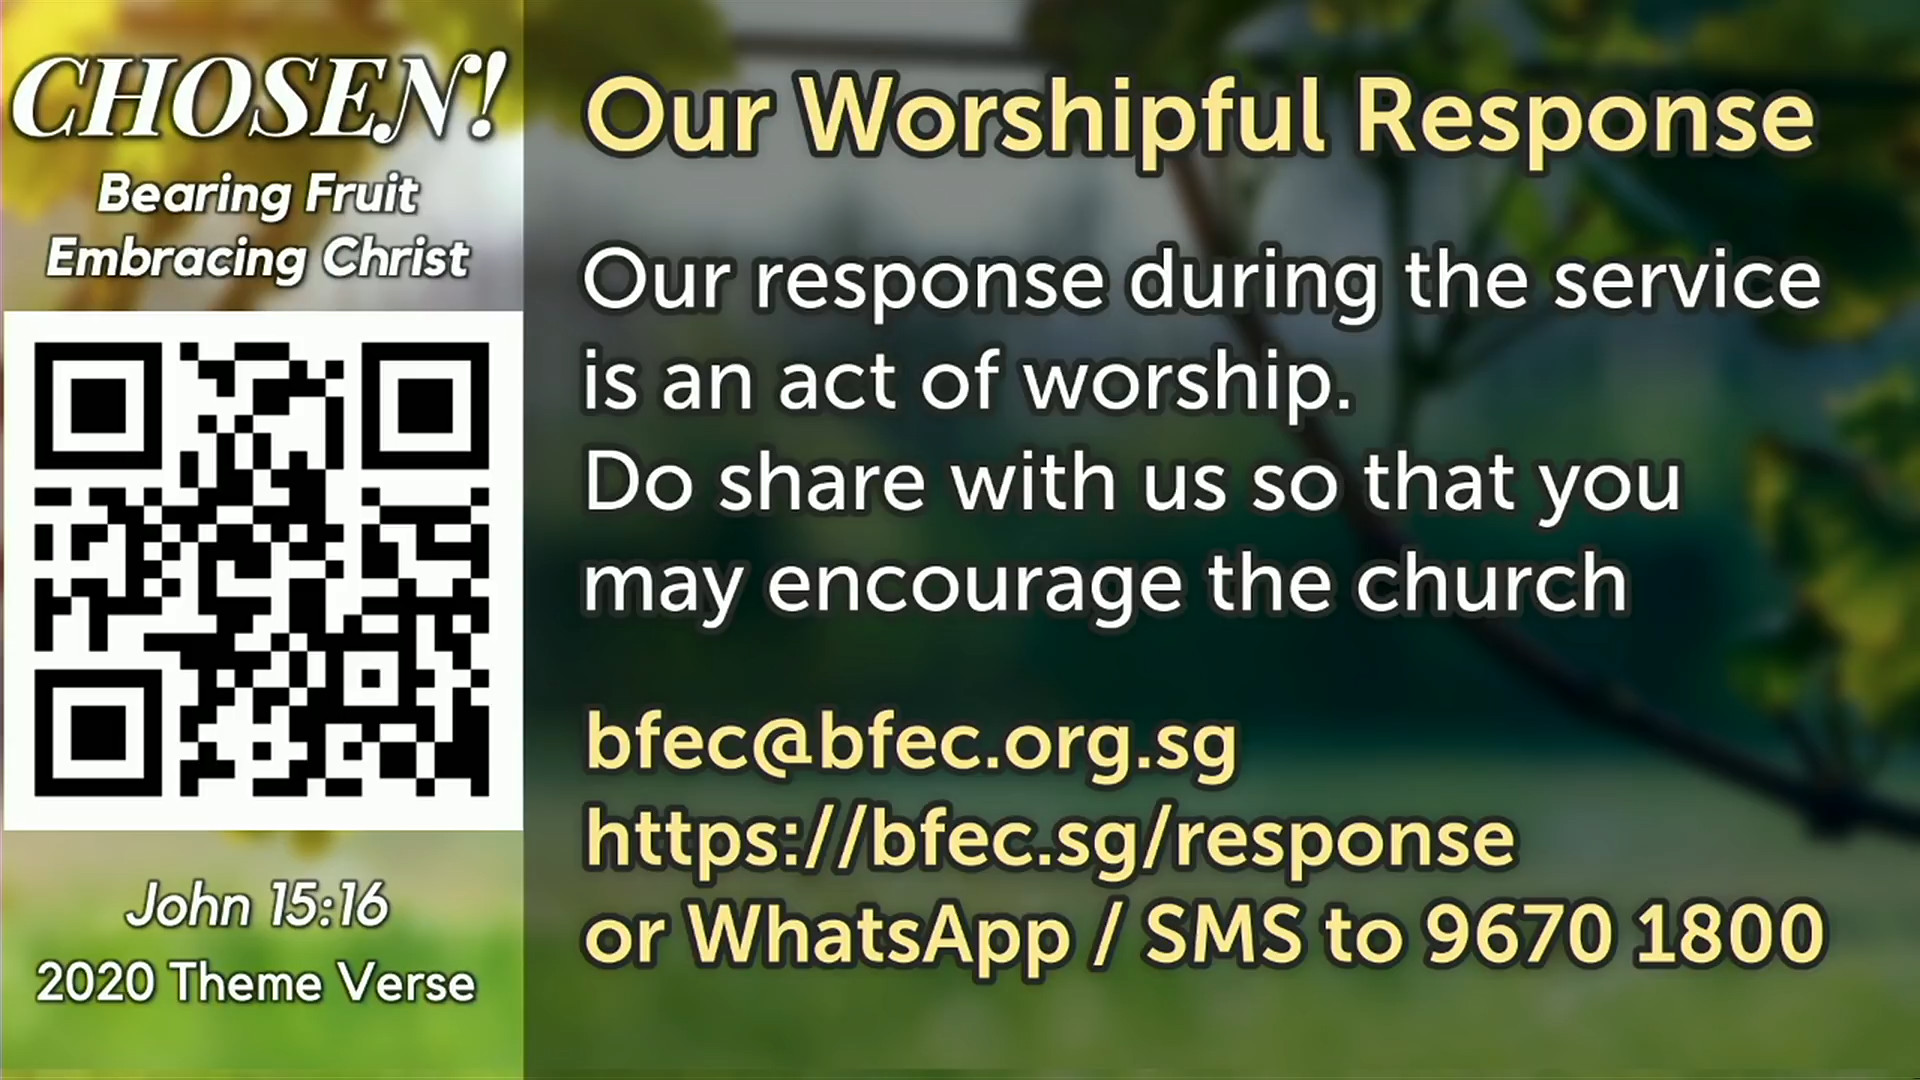 CHOSEN!
Bearing Fruit
Embracing Christ
John 15:16
2020 Theme Verse
Our Worshipful Response
Our response during the service
is an act of worship.
Do share with us so that you
may encourage the church
bfec@bfec.org.sg
https://bfec.sg/response
or WhatsApp / SMS to 9670 1800